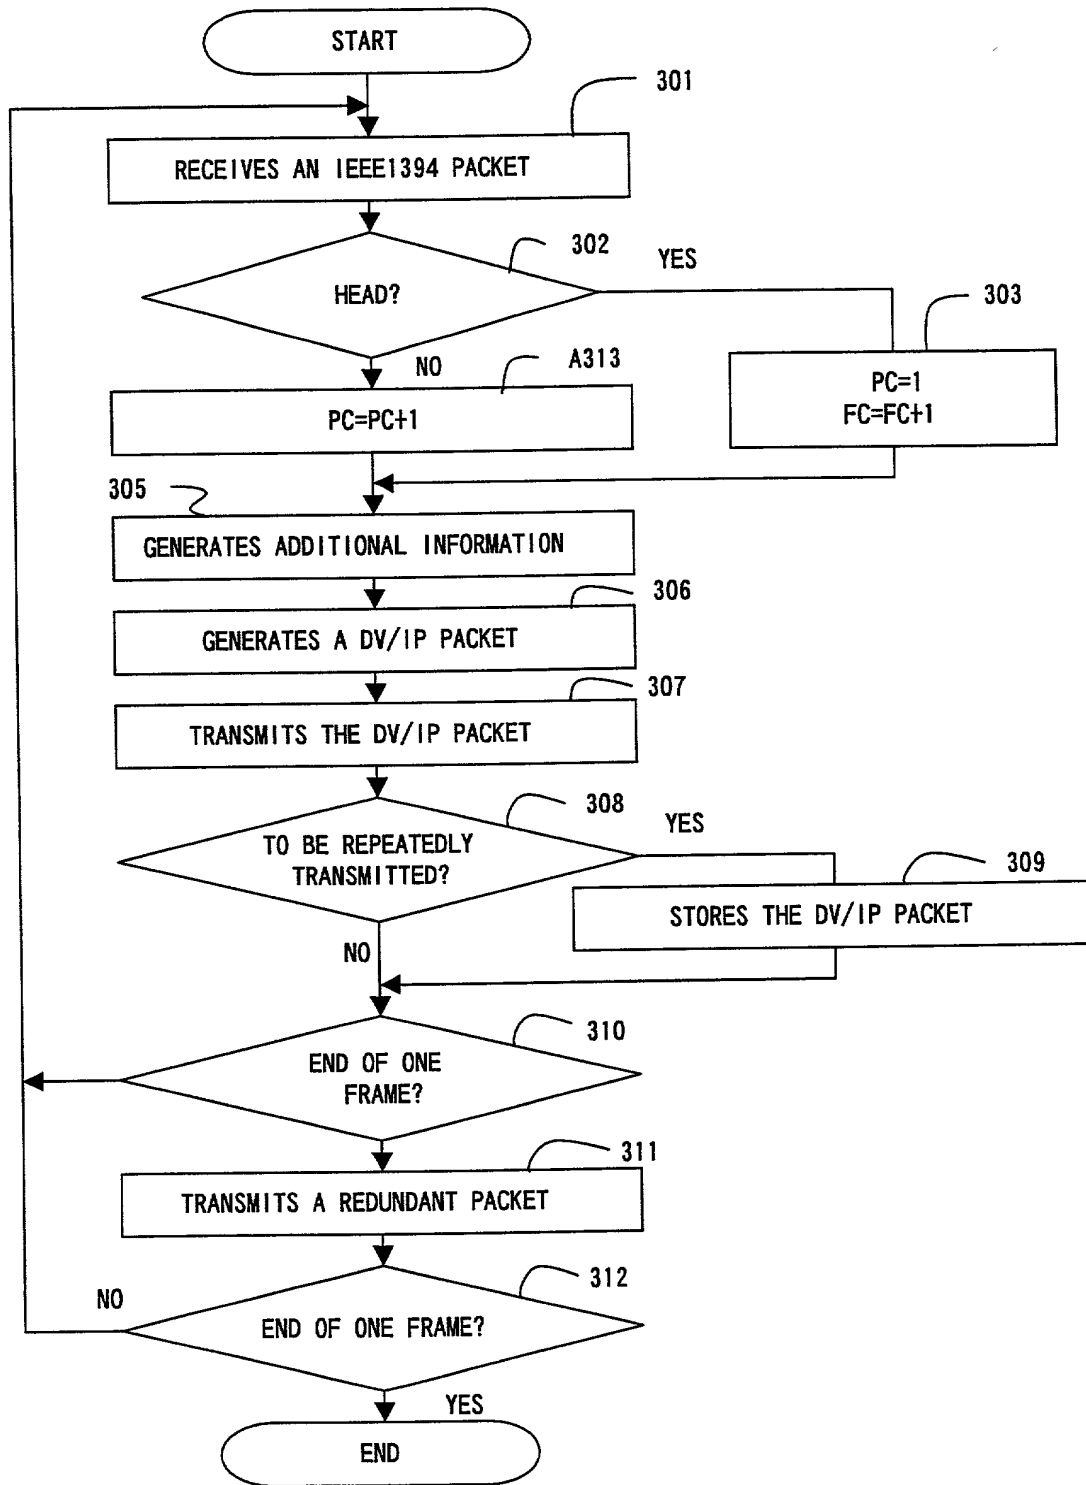 START
301
RECEIVES AN IEEE1394 PACKET
302
YES
HEAD?
303
NO
A313
PC=PC+1
PC=1
FC=FC+1
305
GENERATES ADDITIONAL INFORMATION
306
GENERATES A DV/IP PACKET
307
TRANSMITS THE DV/IP PACKET
308
YES
TO BE REPEATEDLY
TRANSMITTED?
309
STORES THE DV/IP PACKET
NO
310
END OF ONE
FRAME?
311
TRANSMITS A REDUNDANT PACKET
312
NO
END OF ONE FRAME?
YES
END